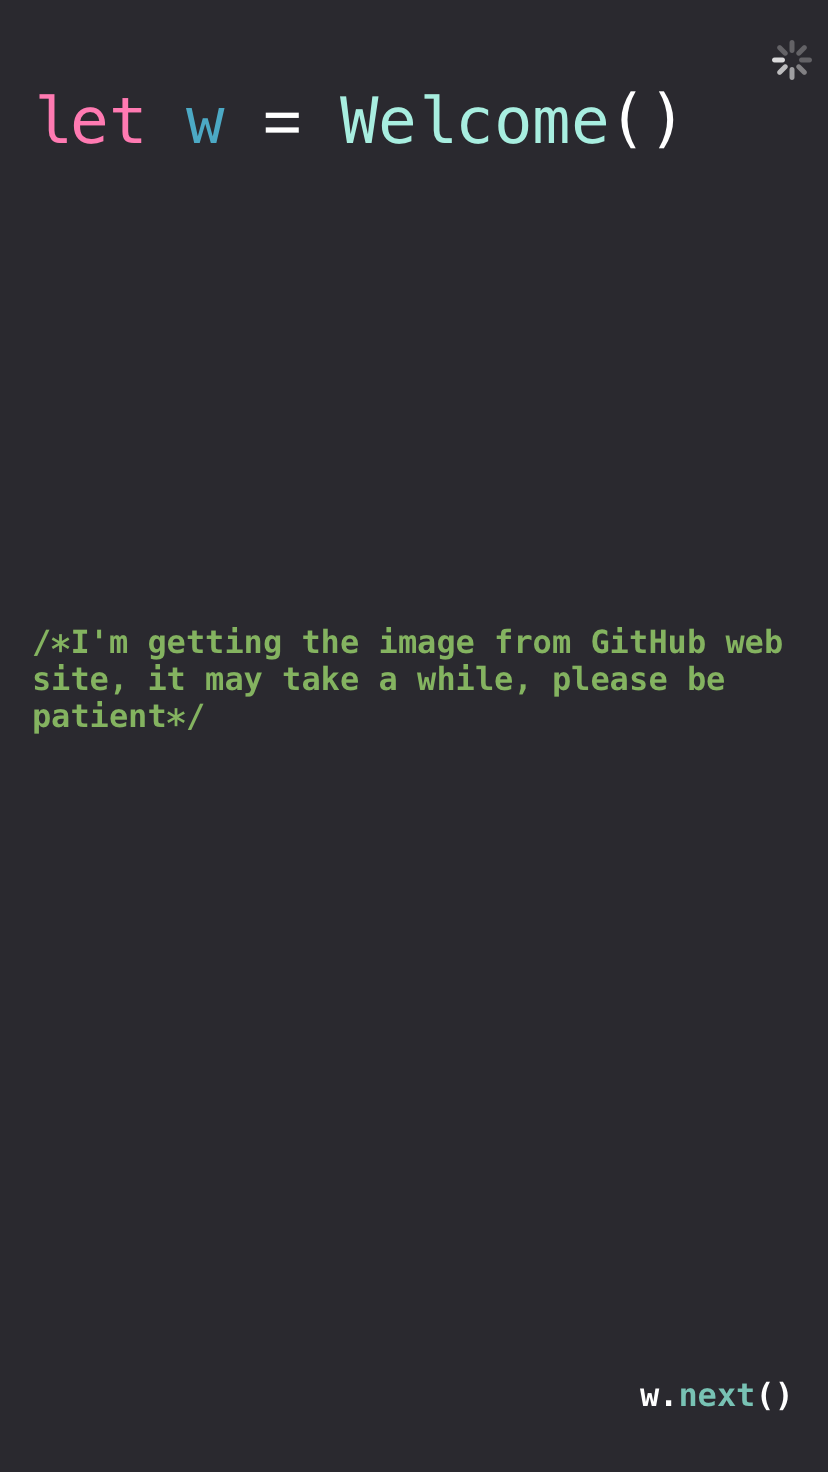 let w = Welcome()
/*I'm getting the image from GitHub web
site, it may take a while, please be
patient*/
w.next()